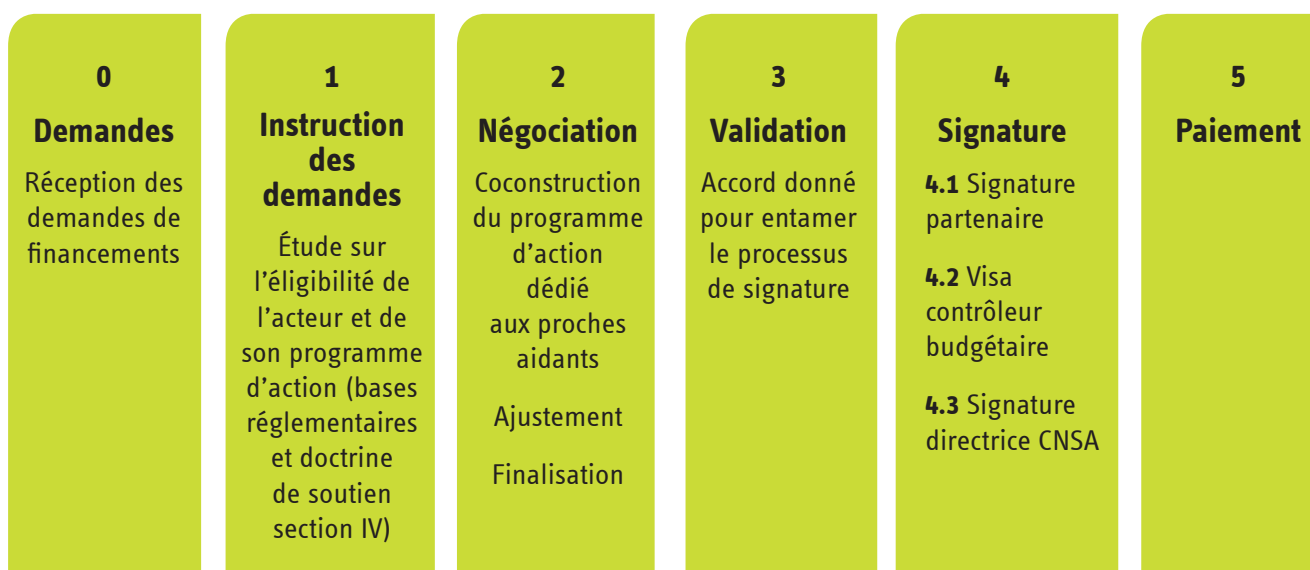 0
Demandes
Réception des
demandes de
financements
1
Instruction
des
demandes
Étude sur
l’éligibilité de
l’acteur et de
son programme
d’action (bases
réglementaires
et doctrine
de soutien
section IV)
2
Négociation
Coconstruction
du programme
d’action
dédié
aux proches
aidants
Ajustement
Finalisation
3
Validation
Accord donné
pour entamer
le processus
de signature
4
Signature
4.1 Signature
partenaire
4.2 Visa
contrôleur
budgétaire
4.3 Signature
directrice CNSA
5
Paiement